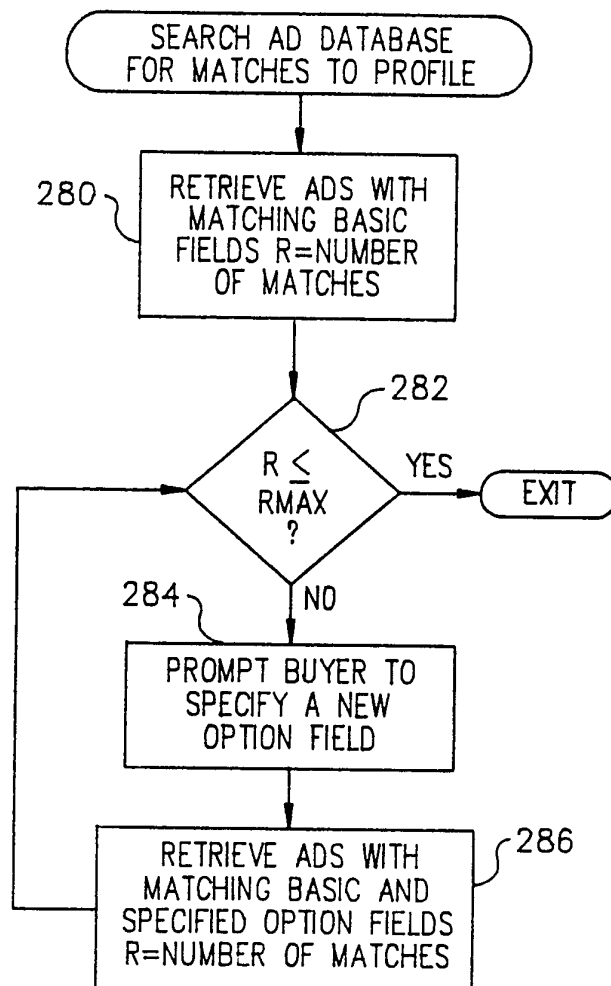 SEARCH AD DATABASE
FOR MATCHES TO PROFILE
280
RETRIEVE ADS WITH
MATCHING BASIC
FIELDS R=NUMBER
OF MATCHES
282
R ≤
RMAX
?
YES
EXIT
NO
284
PROMPT BUYER TO
SPECIFY A NEW
OPTION FIELD
286
RETRIEVE ADS WITH
MATCHING BASIC AND
SPECIFIED OPTION FIELDS
R=NUMBER OF MATCHES